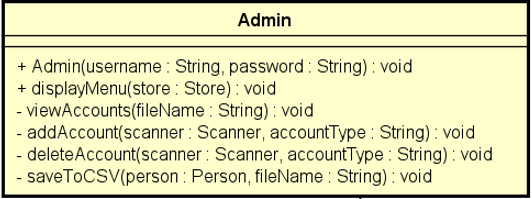 Admin
+ Admin(username : String, password : String) : void
+ displayMenu(store : Store) : void
- viewAccounts(fileName : String) : void
- addAccount(scanner : Scanner, accountType : String) : void
- deleteAccount(scanner : Scanner, accountType : String) : void
- saveToCSV(person : Person, fileName : String) : void